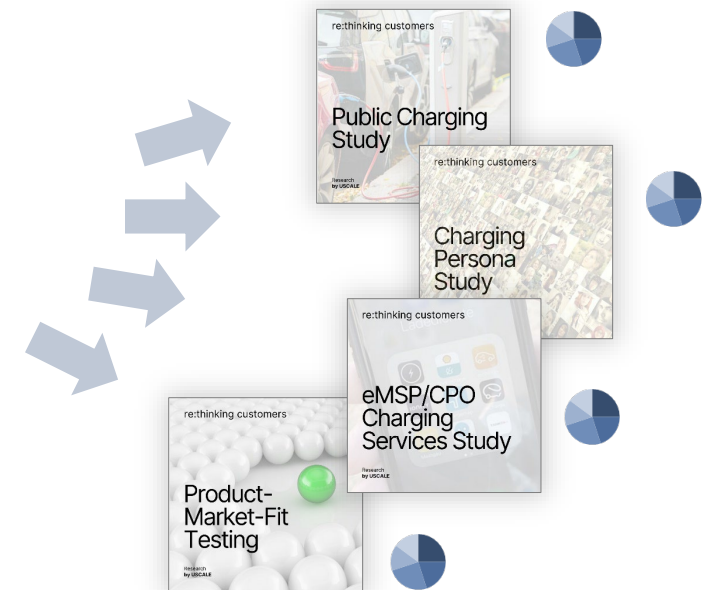 re:thinking customers
Public Charging
Study
Research
by USCALE
re:thinking customers
Charging
Persona
Study
re:thinking customers
eMSP/CPO
Charging
Services Study
Research
by USCALE
re:thinking customers
Product-
Market-Fit
Testing
Research
by USCALE